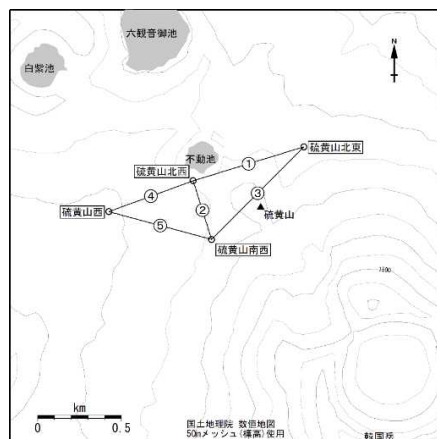 六観音御池
N
白紫池
不動池
①
硫黄山北東
硫黄山北西
④
③
硫黄山
硫黄山西
②
⑤
硫黄山南西
km
0 0.5
国土地理院 数値地図
50mメッシュ(標高)使用
韓国岳